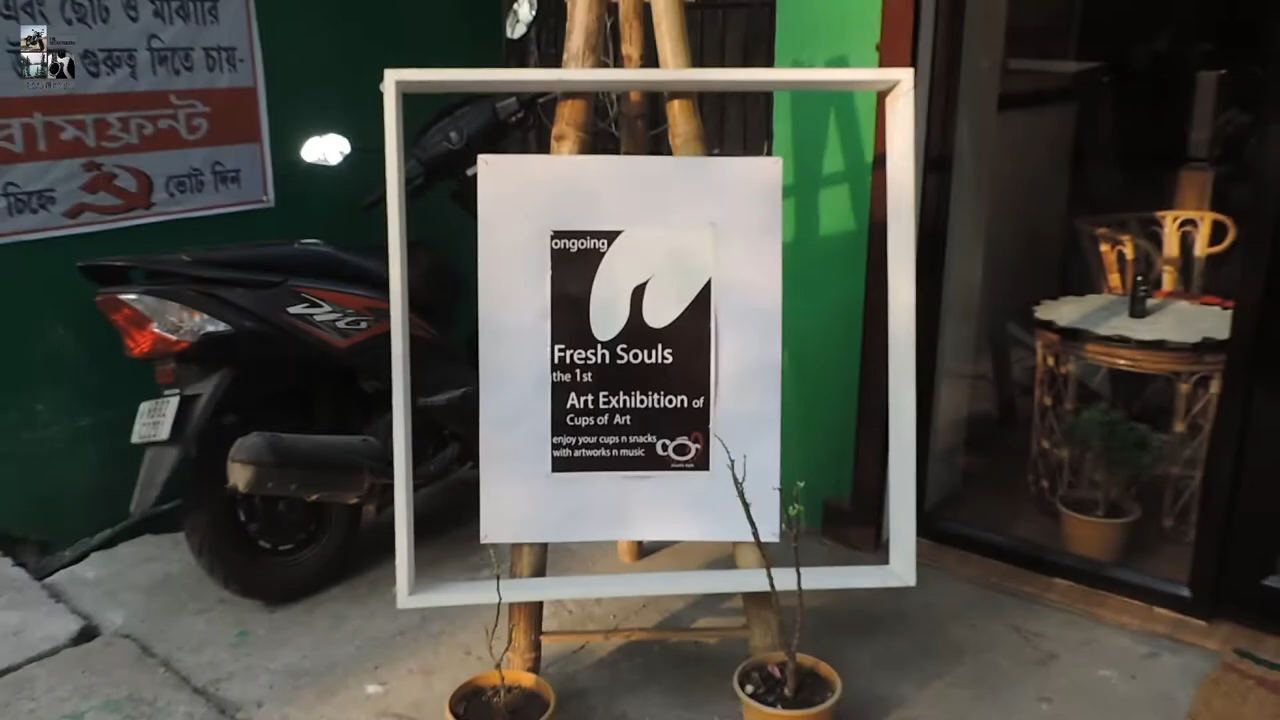 এবং ছোট ও মাঝারি
গুরুত্ব দিতে চায়-
বামফ্রন্ট
চিহ্নে ভোট দিন
DIO
ongoing
Fresh Souls
the 1st
Art Exhibition of
Cups of Art
enjoy your cups n snacks
with artworks n music